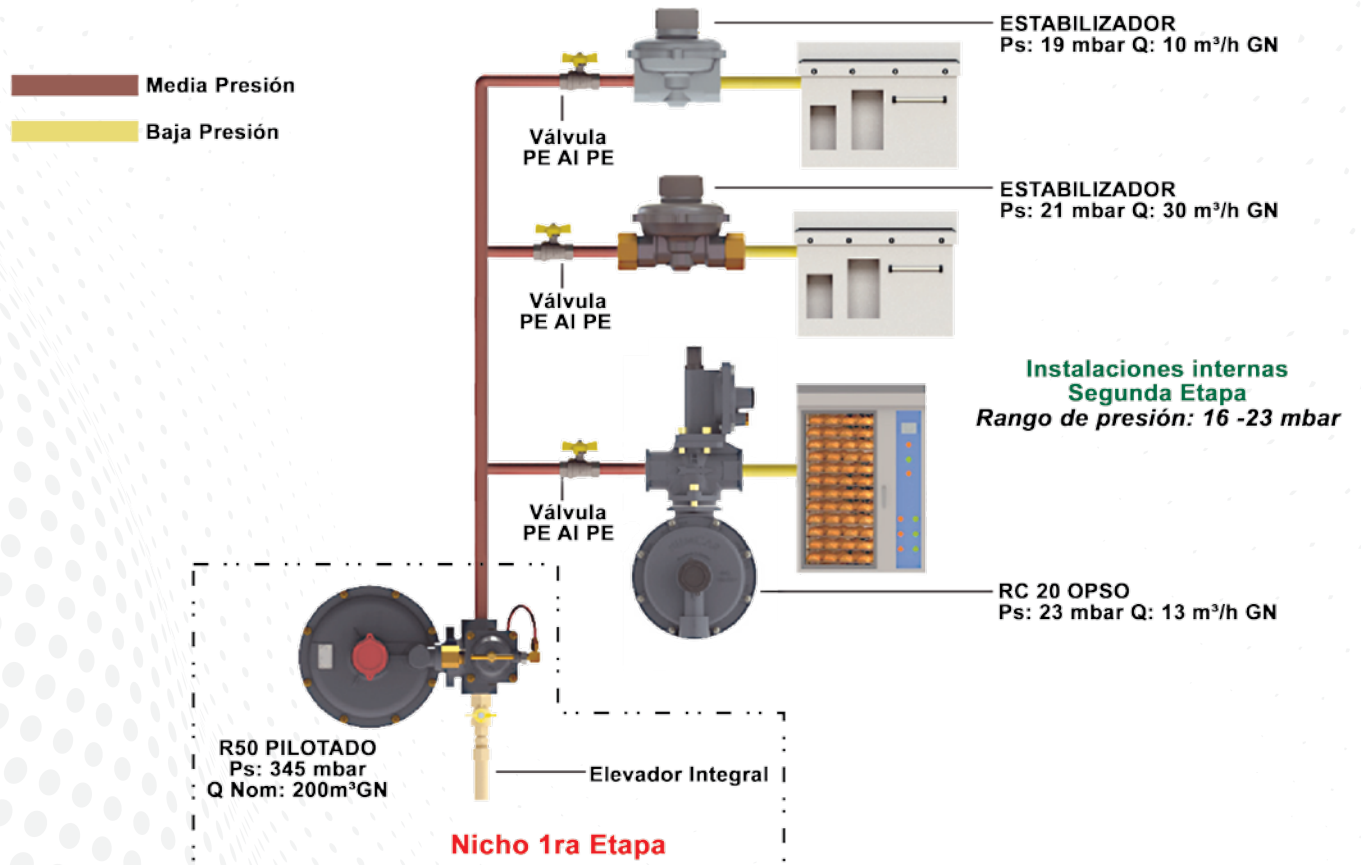 ESTABILIZADOR
Ps: 19 mbar Q: 10 m³/h GN
Media Presión
Baja Presión
Válvula
PE Al PE
ESTABILIZADOR
Ps: 21 mbar Q: 30 m³/h GN
Válvula
PE Al PE
Instalaciones internas
Segunda Etapa
Rango de presión: 16 -23 mbar
Válvula
PE Al PE
RC 20 OPSO
Ps: 23 mbar Q: 13 m³/h GN
R50 PILOTADO
Ps: 345 mbar
Q Nom: 200m³GN
Elevador Integral
Nicho 1ra Etapa